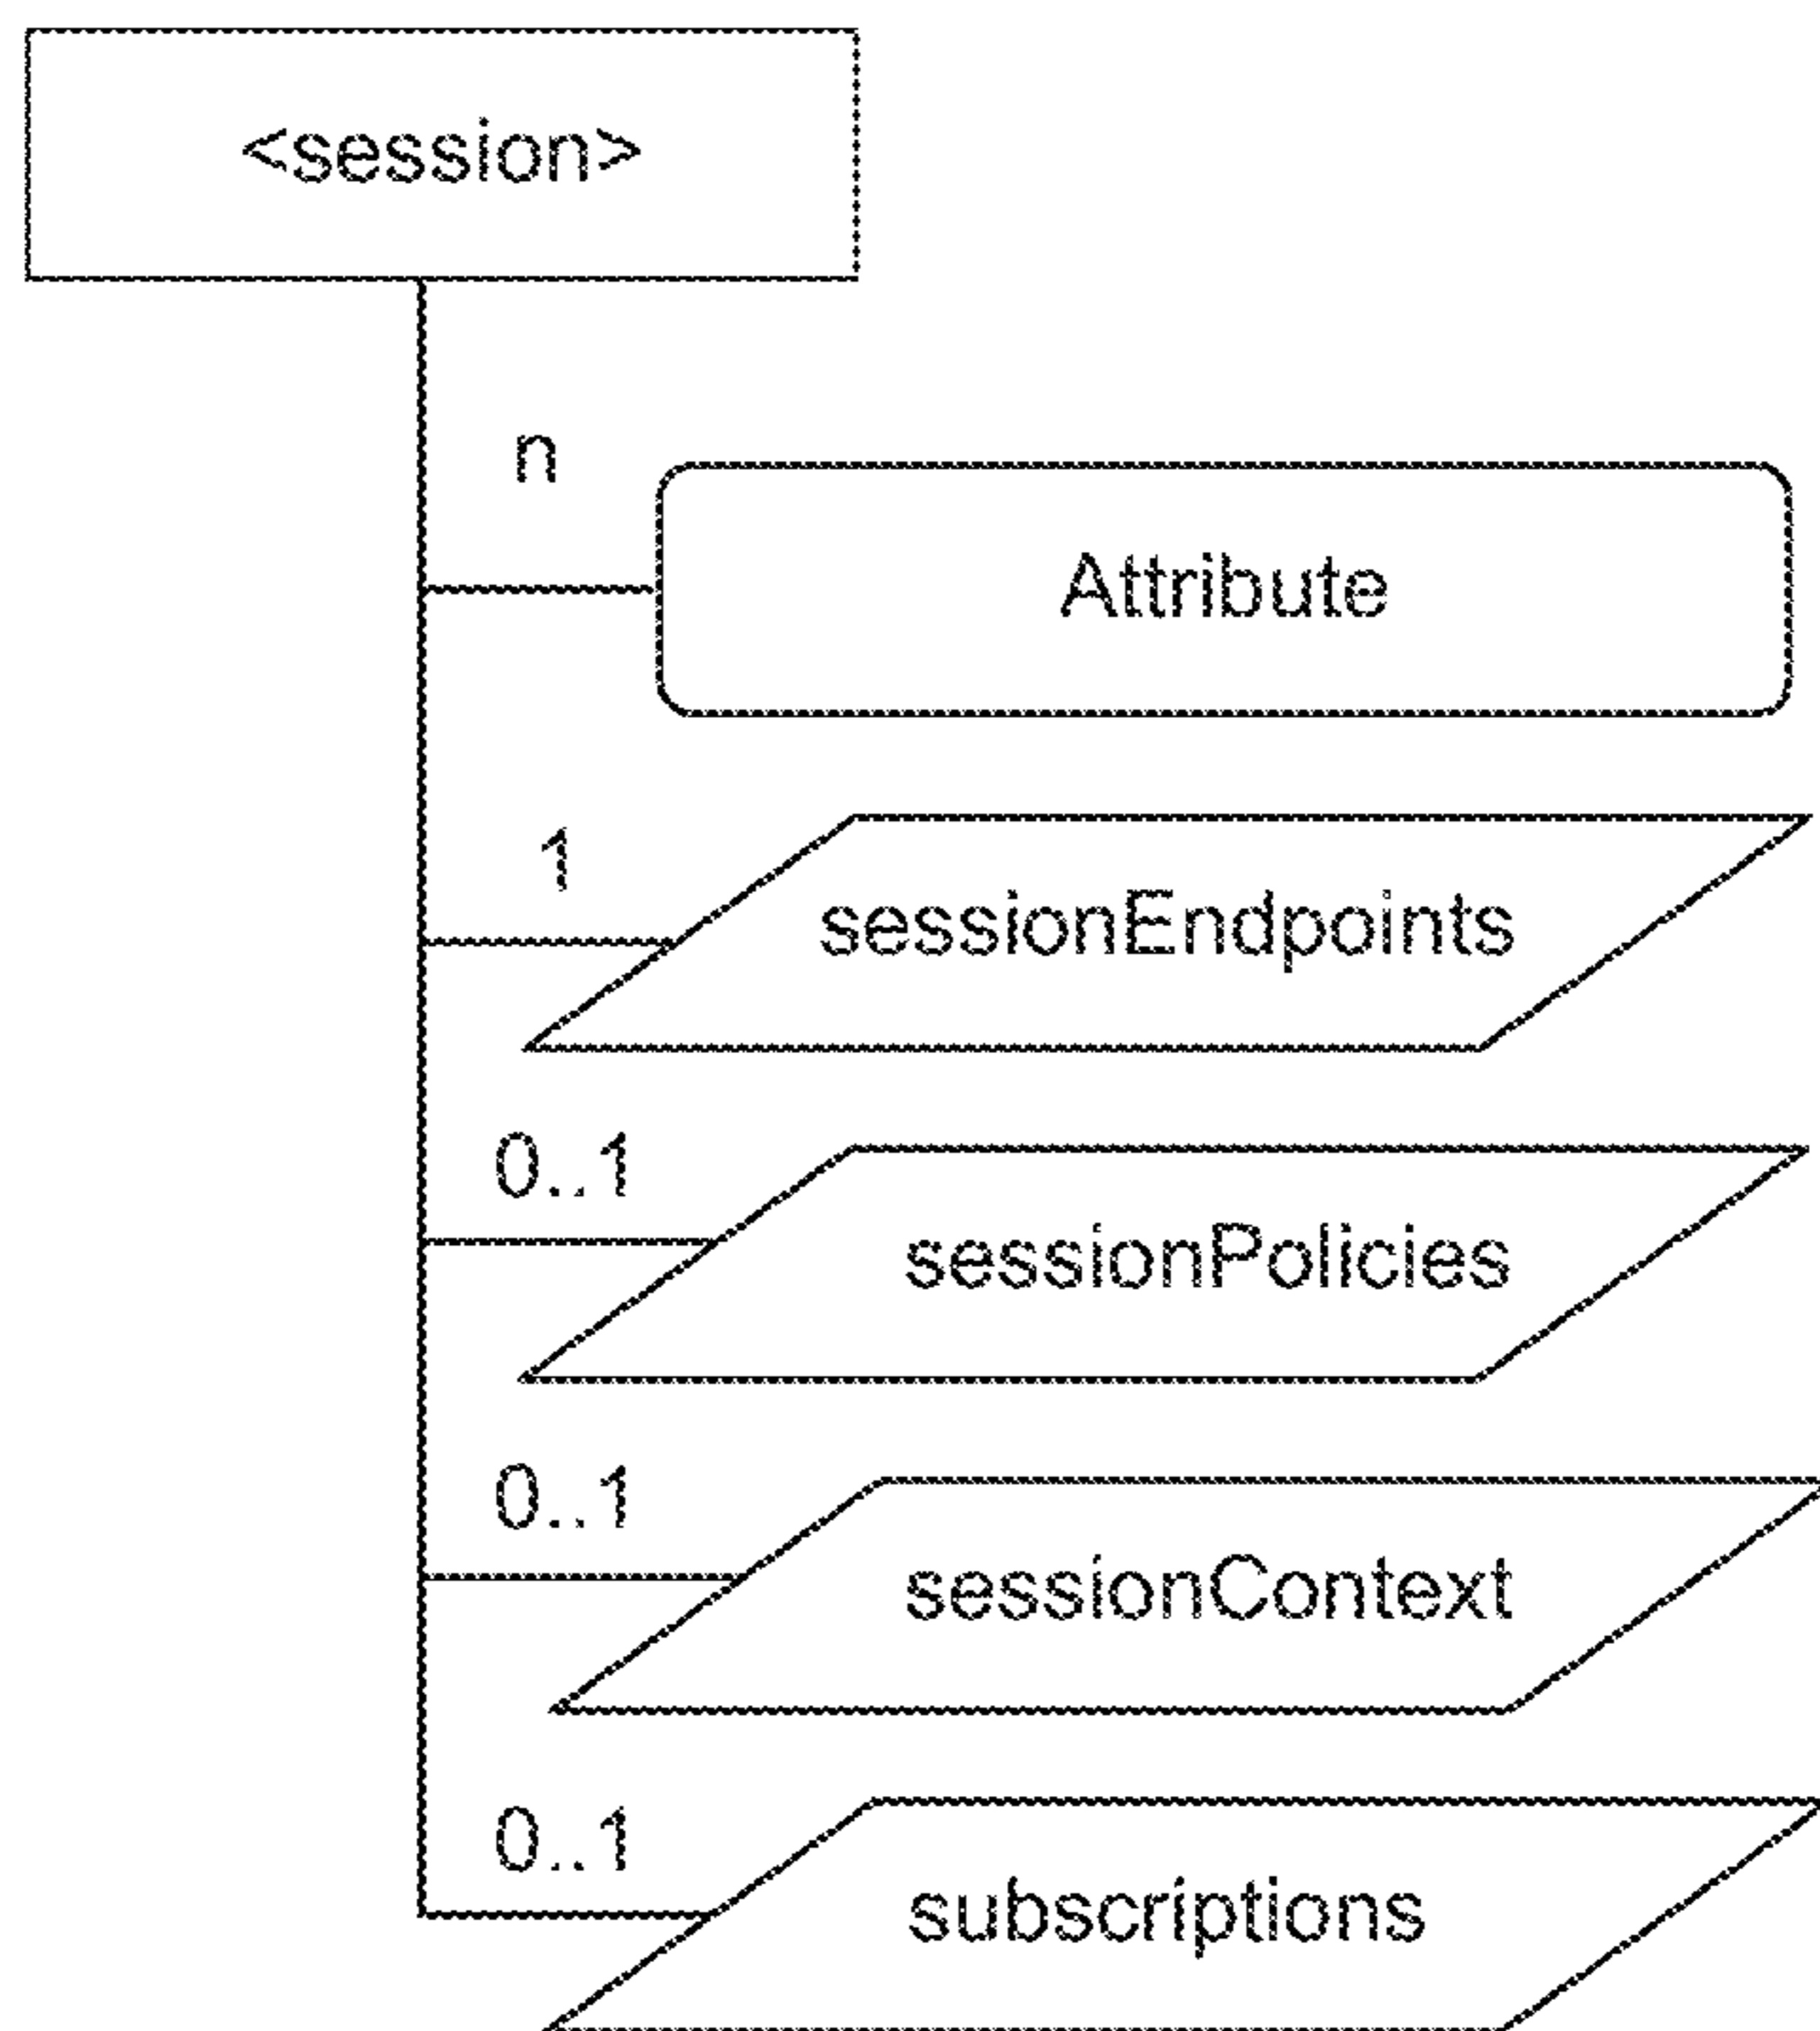 <session>
n
Attribute
1
sessionEndpoints
0..1
sessionPolicies
0..1
sessionContext
0..1
subscriptions